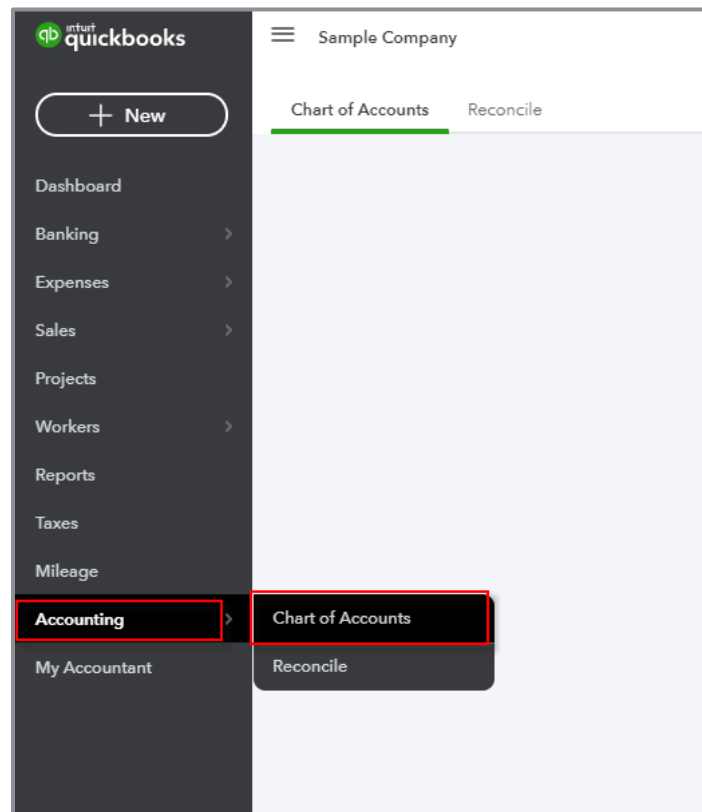 intuit
quickbooks
Sample Company
+ New
Chart of Accounts
Reconcile
Dashboard
Banking
Expenses
Sales
Projects
Workers
Reports
Taxes
Mileage
Accounting
Chart of Accounts
Reconcile
My Accountant